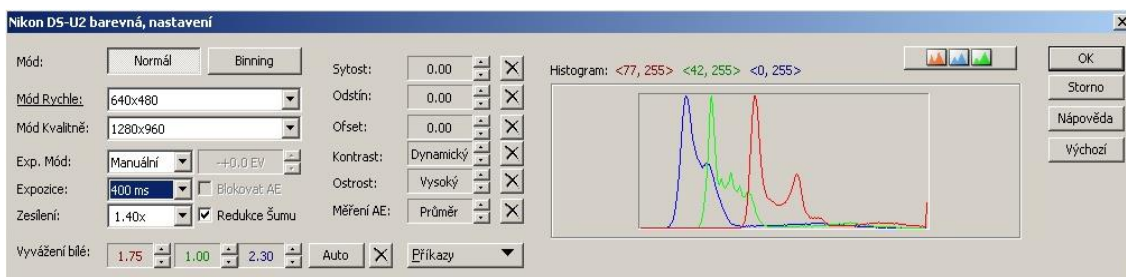 Nikon DS-U2 barevná, nastavení
Mód: Normál Binning
Mód Rychle: 640x480
Mód Kvalitně: 1280x960
Exp. Mód: Manuální -+0.0 EV
Expozice: 400 ms Blokovat AE
Zesílení: 1.40x Redukce Šumu
Vyvážení bílé: 1.75 1.00 2.30 Auto Příkazy
Sytost: 0.00
Odstín: 0.00
Ofset: 0.00
Kontrast: Dynamický
Ostrost: Vysoký
Měření AE: Průměr
Histogram: <77, 255> <42, 255> <0, 255>
OK
Storno
Nápověda
Výchozí